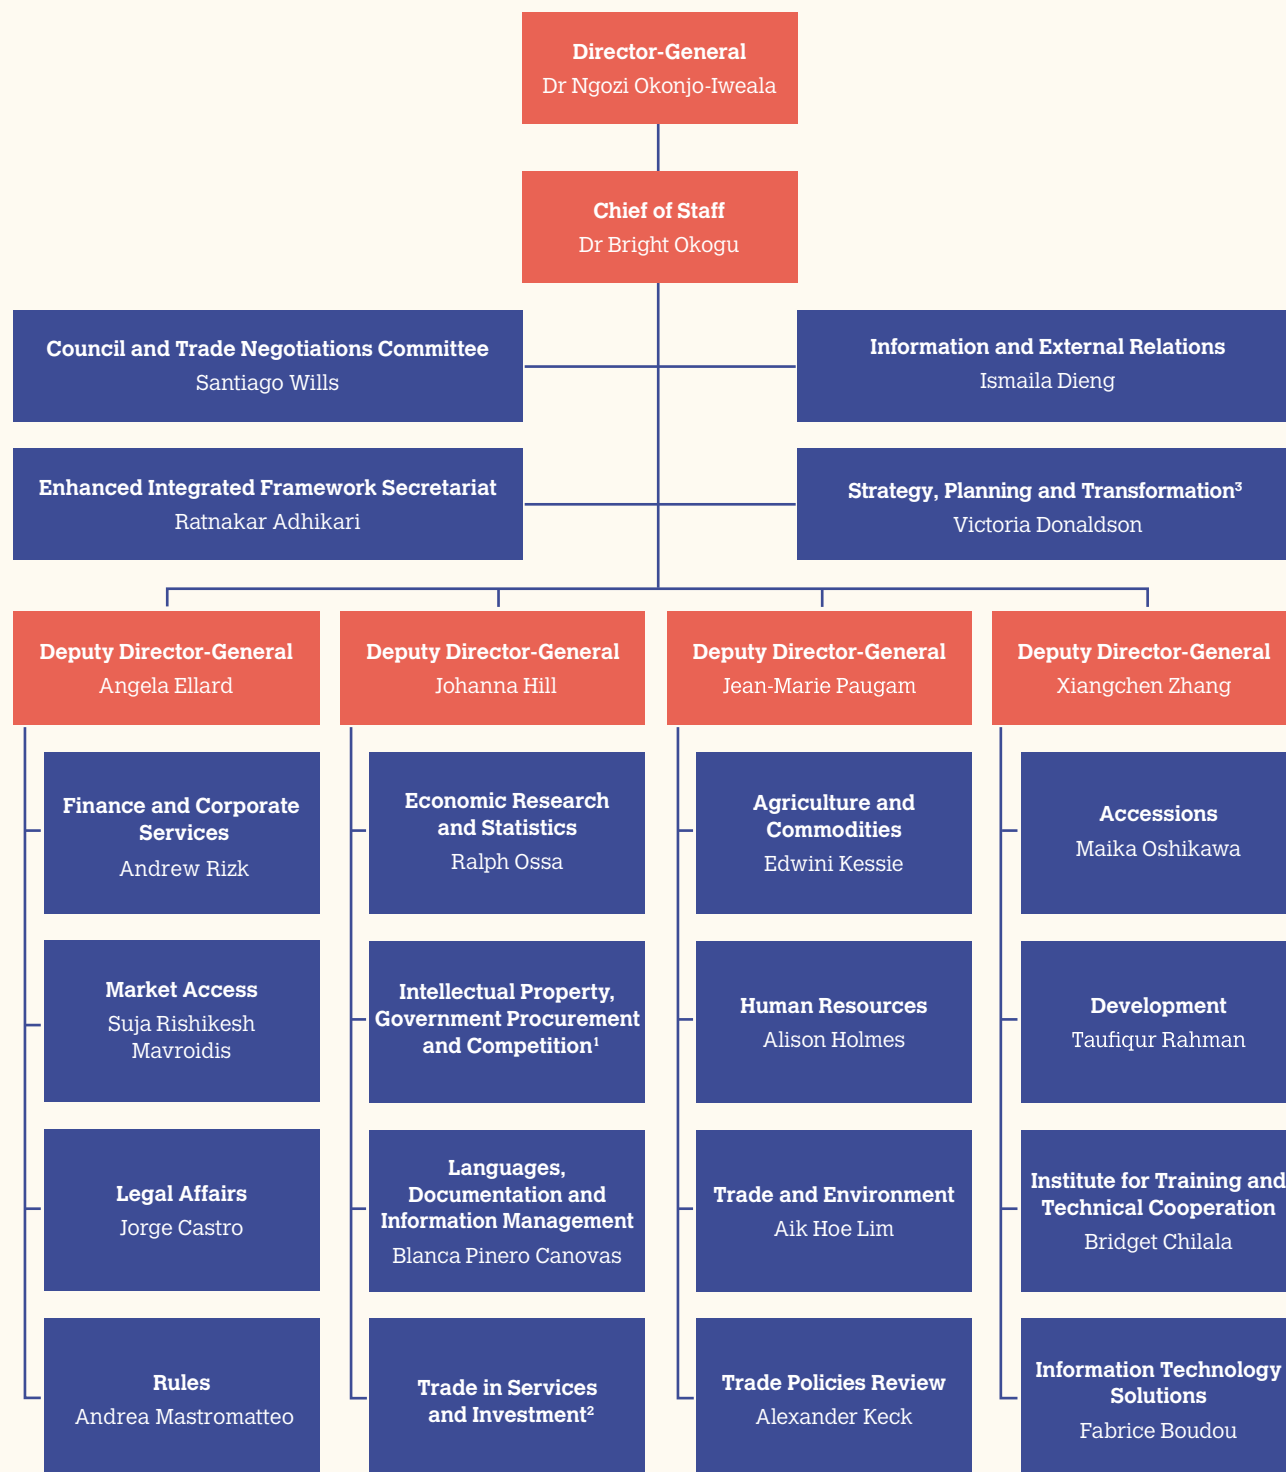 Director-General
Dr Ngozi Okonjo-Iweala
Chief of Staff
Dr Bright Okogu
Council and Trade Negotiations Committee
Santiago Wills
Information and External Relations
Ismaila Dieng
Enhanced Integrated Framework Secretariat
Ratnakar Adhikari
Strategy, Planning and Transformation³
Victoria Donaldson
Deputy Director-General
Angela Ellard
Finance and Corporate
Services
Andrew Rizk
Market Access
Suja Rishikesh
Mavroidis
Legal Affairs
Jorge Castro
Rules
Andrea Mastromatteo
Deputy Director-General
Johanna Hill
Economic Research
and Statistics
Ralph Ossa
Intellectual Property,
Government Procurement
and Competition¹
Languages,
Documentation and
Information Management
Blanca Pinero Canovas
Trade in Services
and Investment²
Deputy Director-General
Jean-Marie Paugam
Agriculture and
Commodities
Edwini Kessie
Human Resources
Alison Holmes
Trade and Environment
Aik Hoe Lim
Trade Policies Review
Alexander Keck
Deputy Director-General
Xiangchen Zhang
Accessions
Maika Oshikawa
Development
Taufiqur Rahman
Institute for Training and
Technical Cooperation
Bridget Chilala
Information Technology
Solutions
Fabrice Boudou